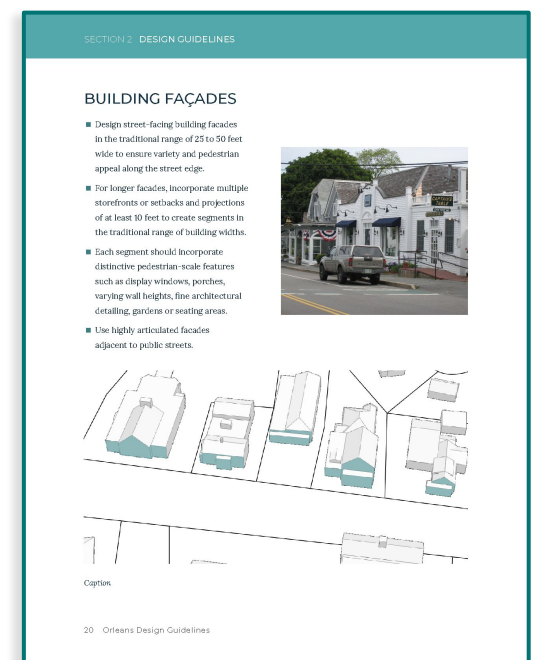 SECTION 2 DESIGN GUIDELINES
BUILDING FAÇADES
■ Design street-facing building facades
in the traditional range of 25 to 50 feet
wide to ensure variety and pedestrian
appeal along the street edge.
■ For longer facades, incorporate multiple
storefronts or setbacks and projections
of at least 10 feet to create segments in
the traditional range of building widths.
■ Each segment should incorporate
distinctive pedestrian-scale features
such as display windows, porches,
varying wall heights, fine architectural
detailing, gardens or seating areas.
■ Use highly articulated facades
adjacent to public streets.
CAPTAIN'S
TABLE
Caption
20 Orleans Design Guidelines